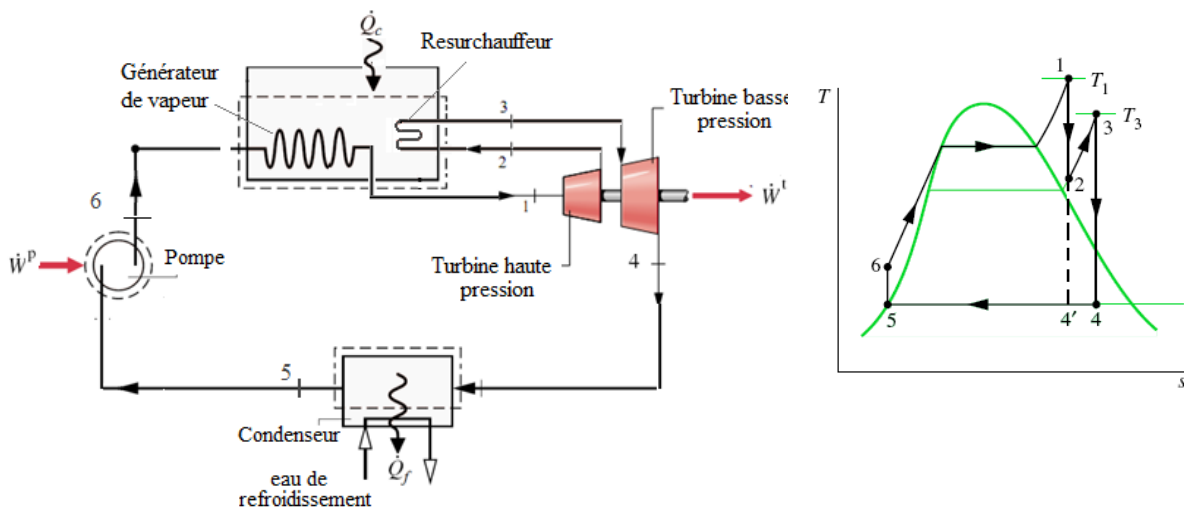 Q̇c
Resurchauffeur
Générateur
de vapeur
3
2
Turbine basse
pression
1
Ẇt
6
Pompe
Ẇp
Turbine haute
pression
4
5
Condenseur
Q̇f
eau de
refroidissement
T
1
T1
3
T3
2
6
5
4'
4
s